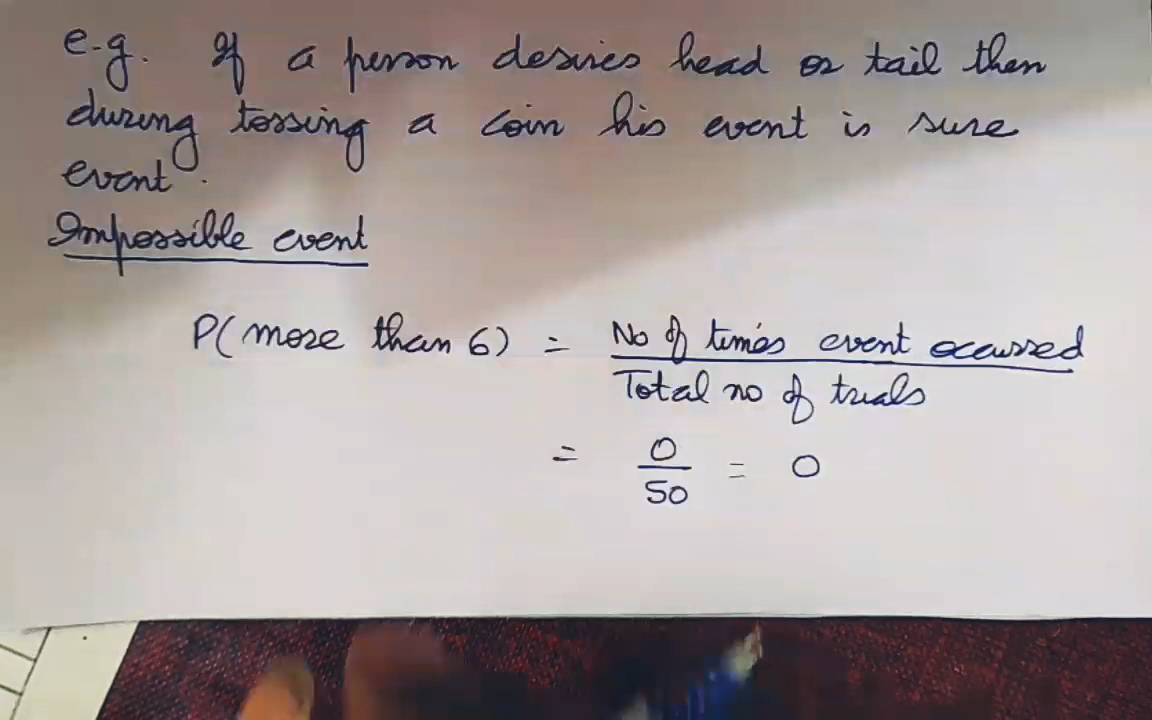 e.g. If a person desires head or tail then
during tossing a coin his event is sure
event.
Impossible event
P(more than 6) = No of times event occurred
Total no of trials
= 0/50 = 0